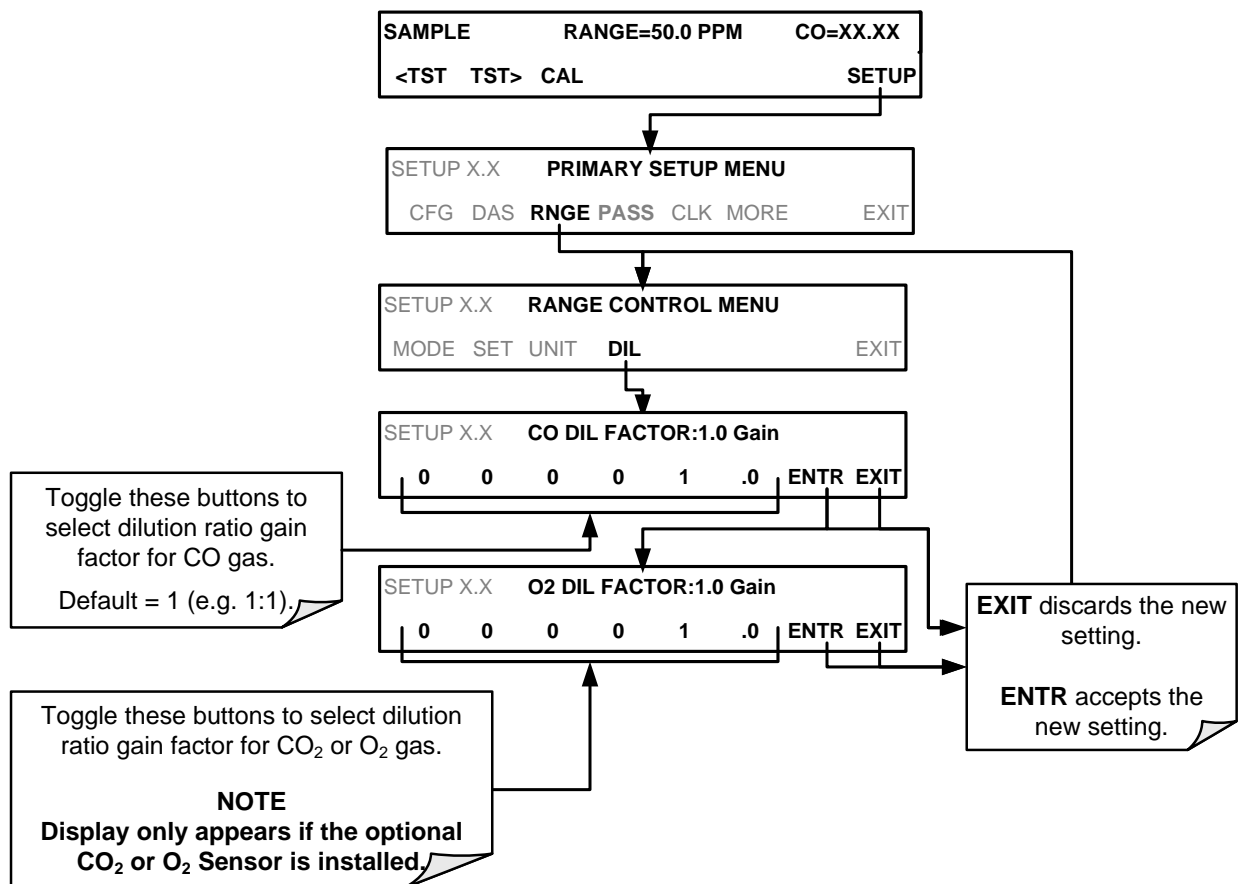 SAMPLE RANGE=50.0 PPM CO=XX.XX
<TST TST> CAL SETUP
SETUP X.X PRIMARY SETUP MENU
CFG DAS RNGE PASS CLK MORE EXIT
SETUP X.X RANGE CONTROL MENU
MODE SET UNIT DIL EXIT
SETUP X.X CO DIL FACTOR:1.0 Gain
0 0 0 0 1 .0 ENTR EXIT
Toggle these buttons to
select dilution ratio gain
factor for CO gas.
Default = 1 (e.g. 1:1).
SETUP X.X O2 DIL FACTOR:1.0 Gain
0 0 0 0 1 .0 ENTR EXIT
EXIT discards the new
setting.
ENTR accepts the
new setting.
Toggle these buttons to select dilution
ratio gain factor for CO₂ or O₂ gas.
NOTE
Display only appears if the optional
CO₂ or O₂ Sensor is installed.